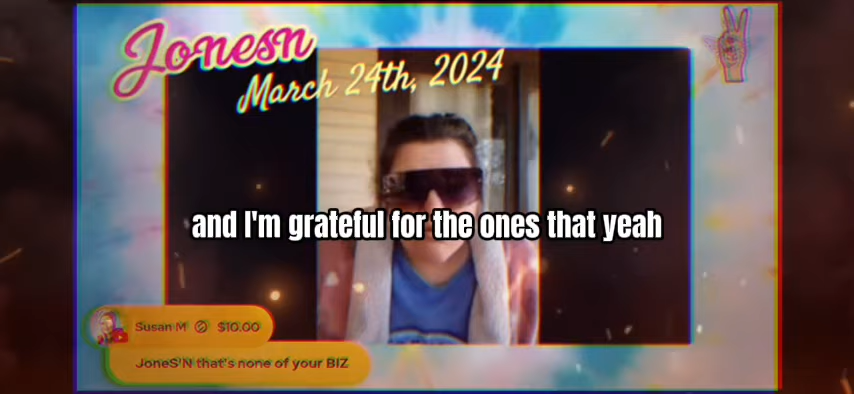 Jonesn
March 24th, 2024
and I'm grateful for the ones that yeah
Susan M $10.00
JoneS'N that's none of your BIZ